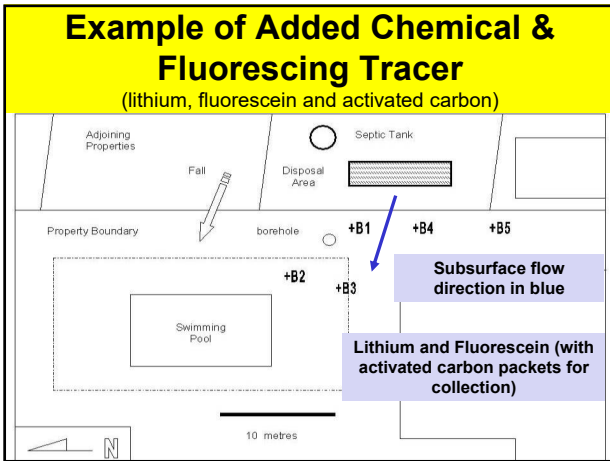 Example of Added Chemical &
Fluorescing Tracer
(lithium, fluorescein and activated carbon)
Adjoining
Properties
Septic Tank
Fall
Disposal
Area
Property Boundary
borehole
+B1
+B4
+B5
Subsurface flow
direction in blue
+B2
+B3
Swimming
Pool
Lithium and Fluorescein (with
activated carbon packets for
collection)
10 metres
N